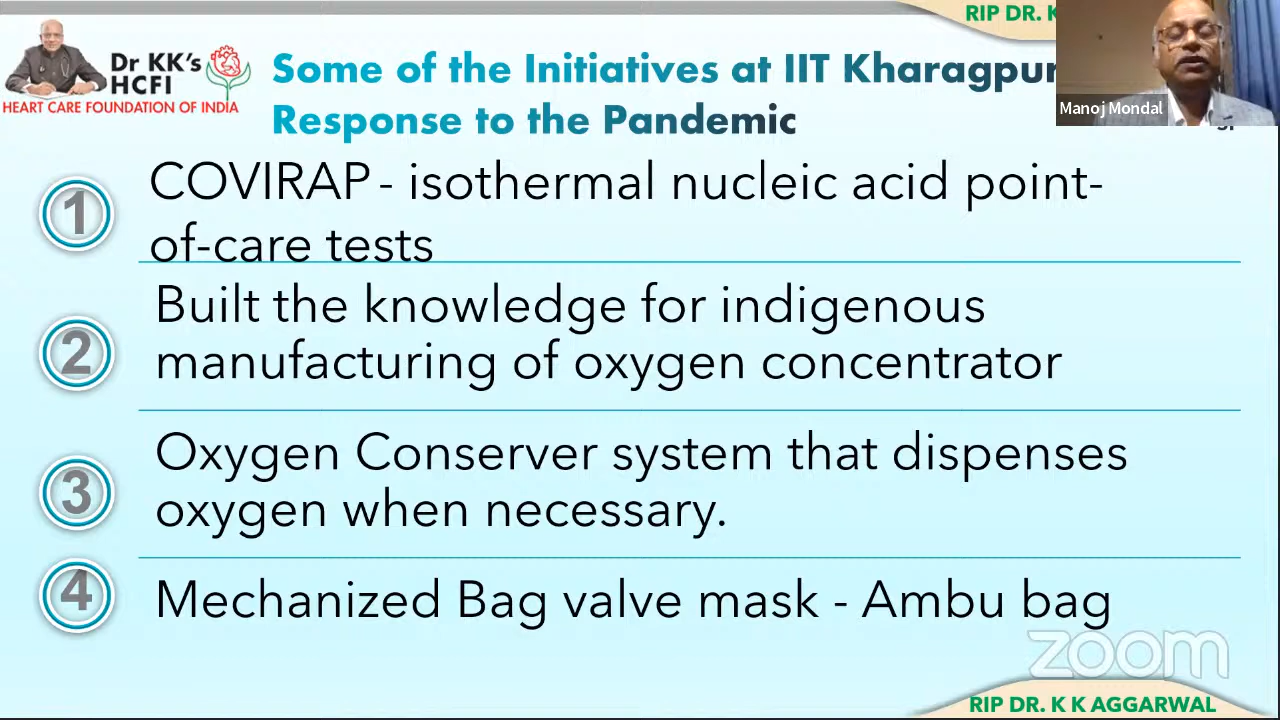 RIP DR. K
Dr KK's
HCFI
HEART CARE FOUNDATION OF INDIA
Some of the Initiatives at IIT Kharagpur
Response to the Pandemic
Manoj Mondal
1
COVIRAP - isothermal nucleic acid point-
of-care tests
2
Built the knowledge for indigenous
manufacturing of oxygen concentrator
3
Oxygen Conserver system that dispenses
oxygen when necessary.
4
Mechanized Bag valve mask - Ambu bag
zoom
RIP DR. K K AGGARWAL